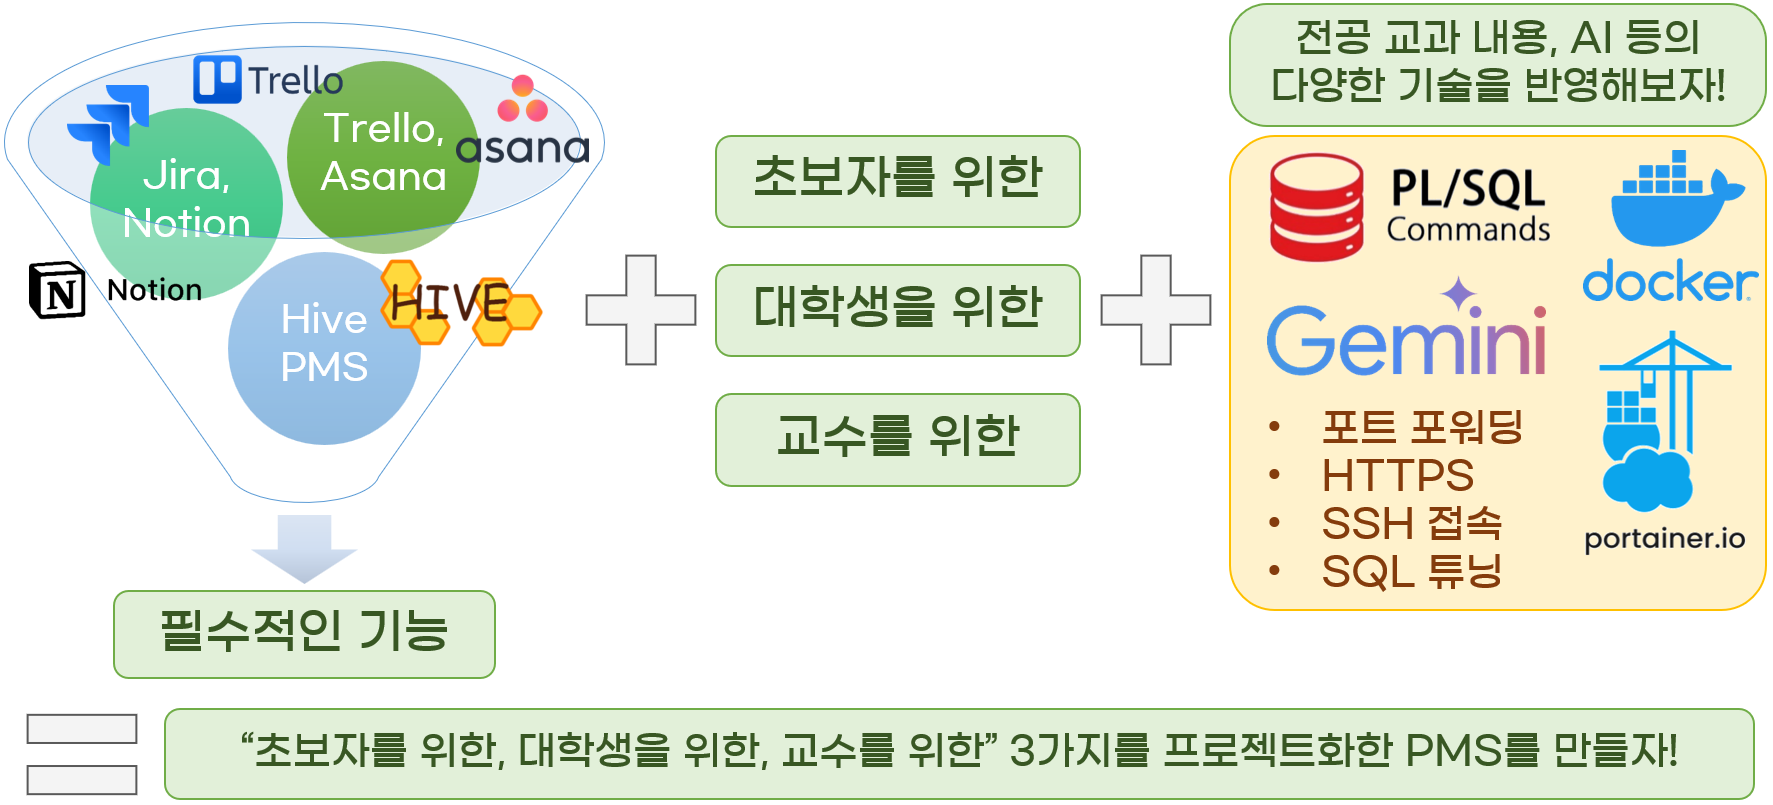 Trello
asana
Trello,
Asana
Jira,
Notion
N Notion
HIVE
Hive
PMS
필수적인 기능
초보자를 위한
대학생을 위한
교수를 위한
전공 교과 내용, AI 등의
다양한 기술을 반영해보자!
PL/SQL
Commands
docker
Gemini
• 포트 포워딩
• HTTPS
• SSH 접속
• SQL 튜닝
portainer.io
“초보자를 위한, 대학생을 위한, 교수를 위한” 3가지를 프로젝트화한 PMS를 만들자!